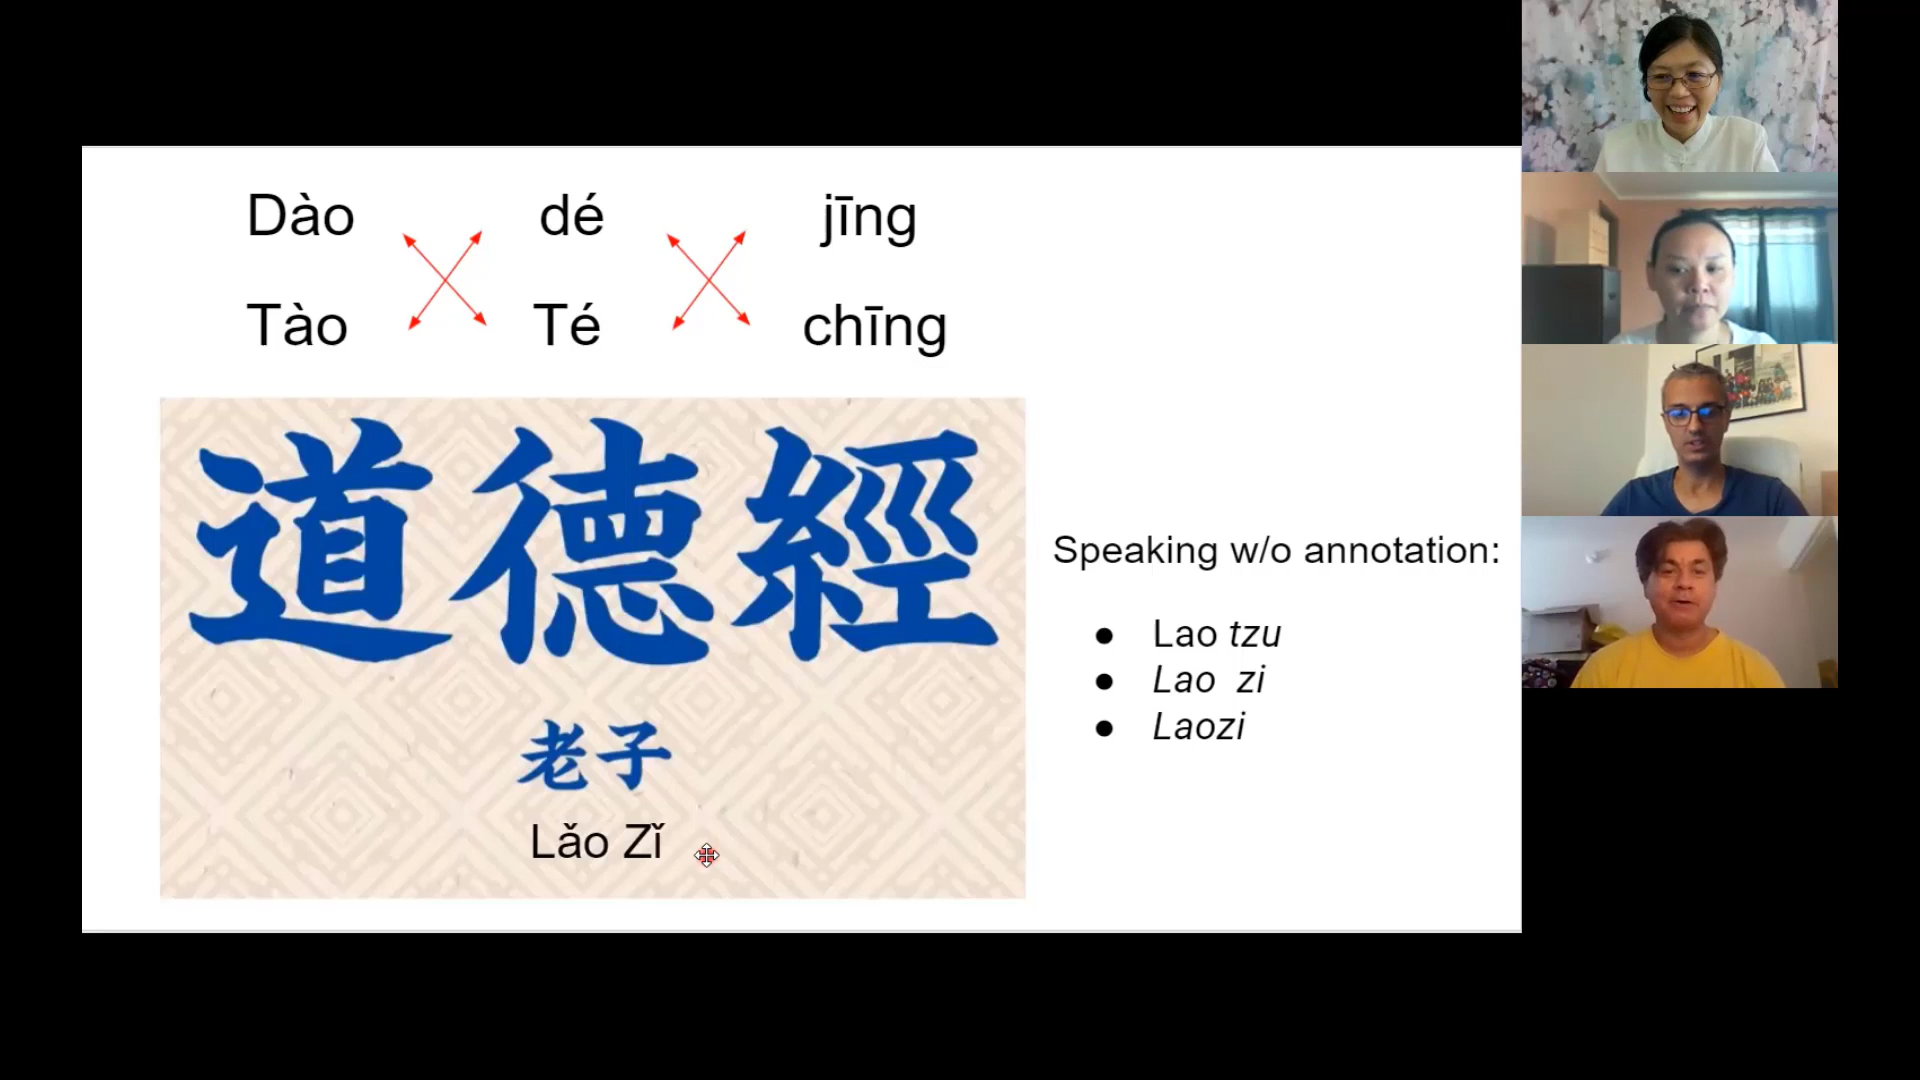 Dào dé jīng
Tào Té chīng
道德經
老子
Lǎo Zǐ
Speaking w/o annotation:
● Lao tzu
● Lao zi
● Laozi